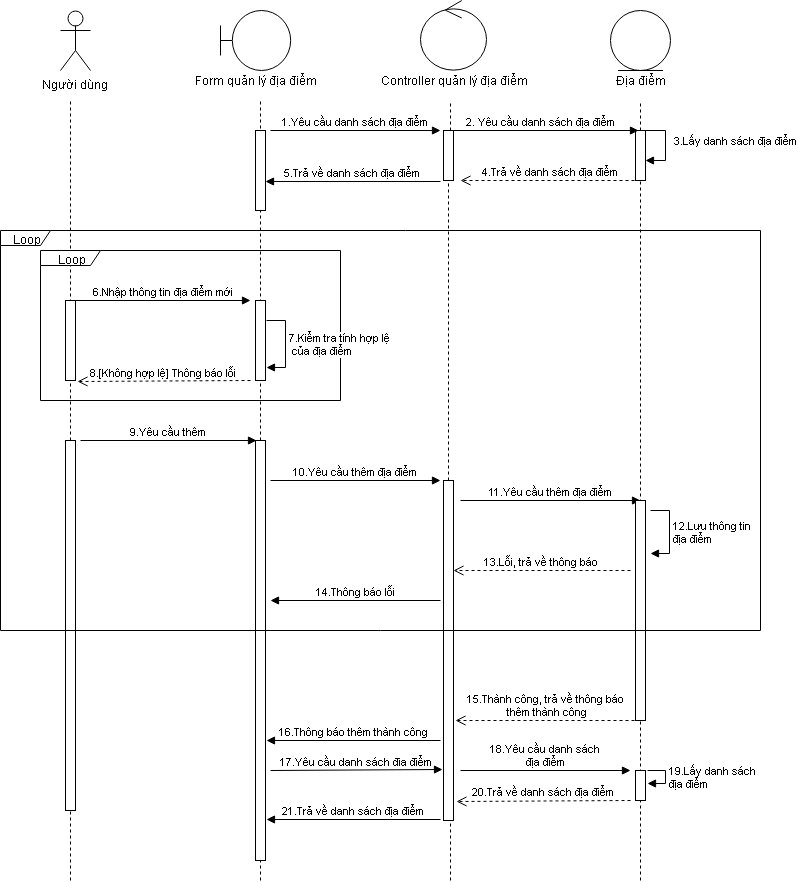 Người dùng
Form quản lý địa điểm
Controller quản lý địa điểm
Địa điểm
1.Yêu cầu danh sách địa điểm
2. Yêu cầu danh sách địa điểm
3.Lấy danh sách địa điểm
4.Trả về danh sách địa điểm
5.Trả về danh sách địa điểm
Loop
Loop
6.Nhập thông tin địa điểm mới
7.Kiểm tra tính hợp lệ
của địa điểm
8.[Không hợp lệ] Thông báo lỗi
9.Yêu cầu thêm
10.Yêu cầu thêm địa điểm
11.Yêu cầu thêm địa điểm
12.Lưu thông tin
địa điểm
13.Lỗi, trả về thông báo
14.Thông báo lỗi
15.Thành công, trả về thông báo
thêm thành công
16.Thông báo thêm thành công
17.Yêu cầu danh sách địa điểm
18.Yêu cầu danh sách
địa điểm
19.Lấy danh sách
địa điểm
20.Trả về danh sách địa điểm
21.Trả về danh sách địa điểm